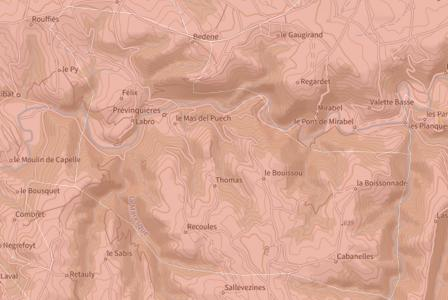 Rouffiès
Bedene
le Gaugirand
le Py
Regardet
Félix
Valette Basse
Mirabel
Prévinquières
Labro
le Mas del Puech
le Pont de Mirabel
les Planques
le Moulin de Capelle
Thomas
le Bouissou
la Boissonnade
le Bousquet
Combret
Recoules
Negrefoyt
le Sabis
Cabanelles
Laval
Retauly
Sallevezines